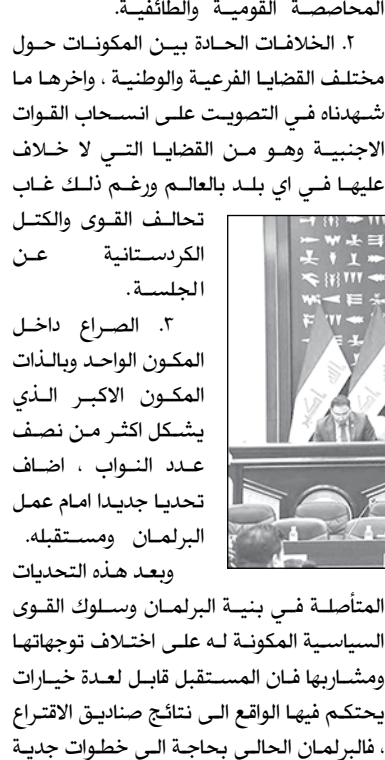 المحاصصة القومية والطائفية.
٢. الخلافات الحادة بين المكونات حول
مختلف القضايا الفرعية والوطنية ، واخرها ما
شهدناه في التصويت على انسحاب القوات
الاجنبية وهو من القضايا التي لا خلاف
عليها في اي بلد بالعالم ورغم ذلك غاب
تحالف القوى والكتل
الكردستانية عن
الجلسة.
٣. الصراع داخل
المكون الواحد وبالذات
المكون الاكبر الذي
يشكل اكثر من نصف
عدد النواب ، اضاف
تحديا جديدا امام عمل
البرلمان ومستقبله.
وبعد هذه التحديات
المتأصلة في بنية البرلمان وسلوك القوى
السياسية المكونة له على اختلاف توجهاتها
ومشاربها فان المستقبل قابل لعدة خيارات
يحتكم فيها الواقع الى نتائج صناديق الاقتراع
، فالبرلمان الحالي بحاجة الى خطوات جدية